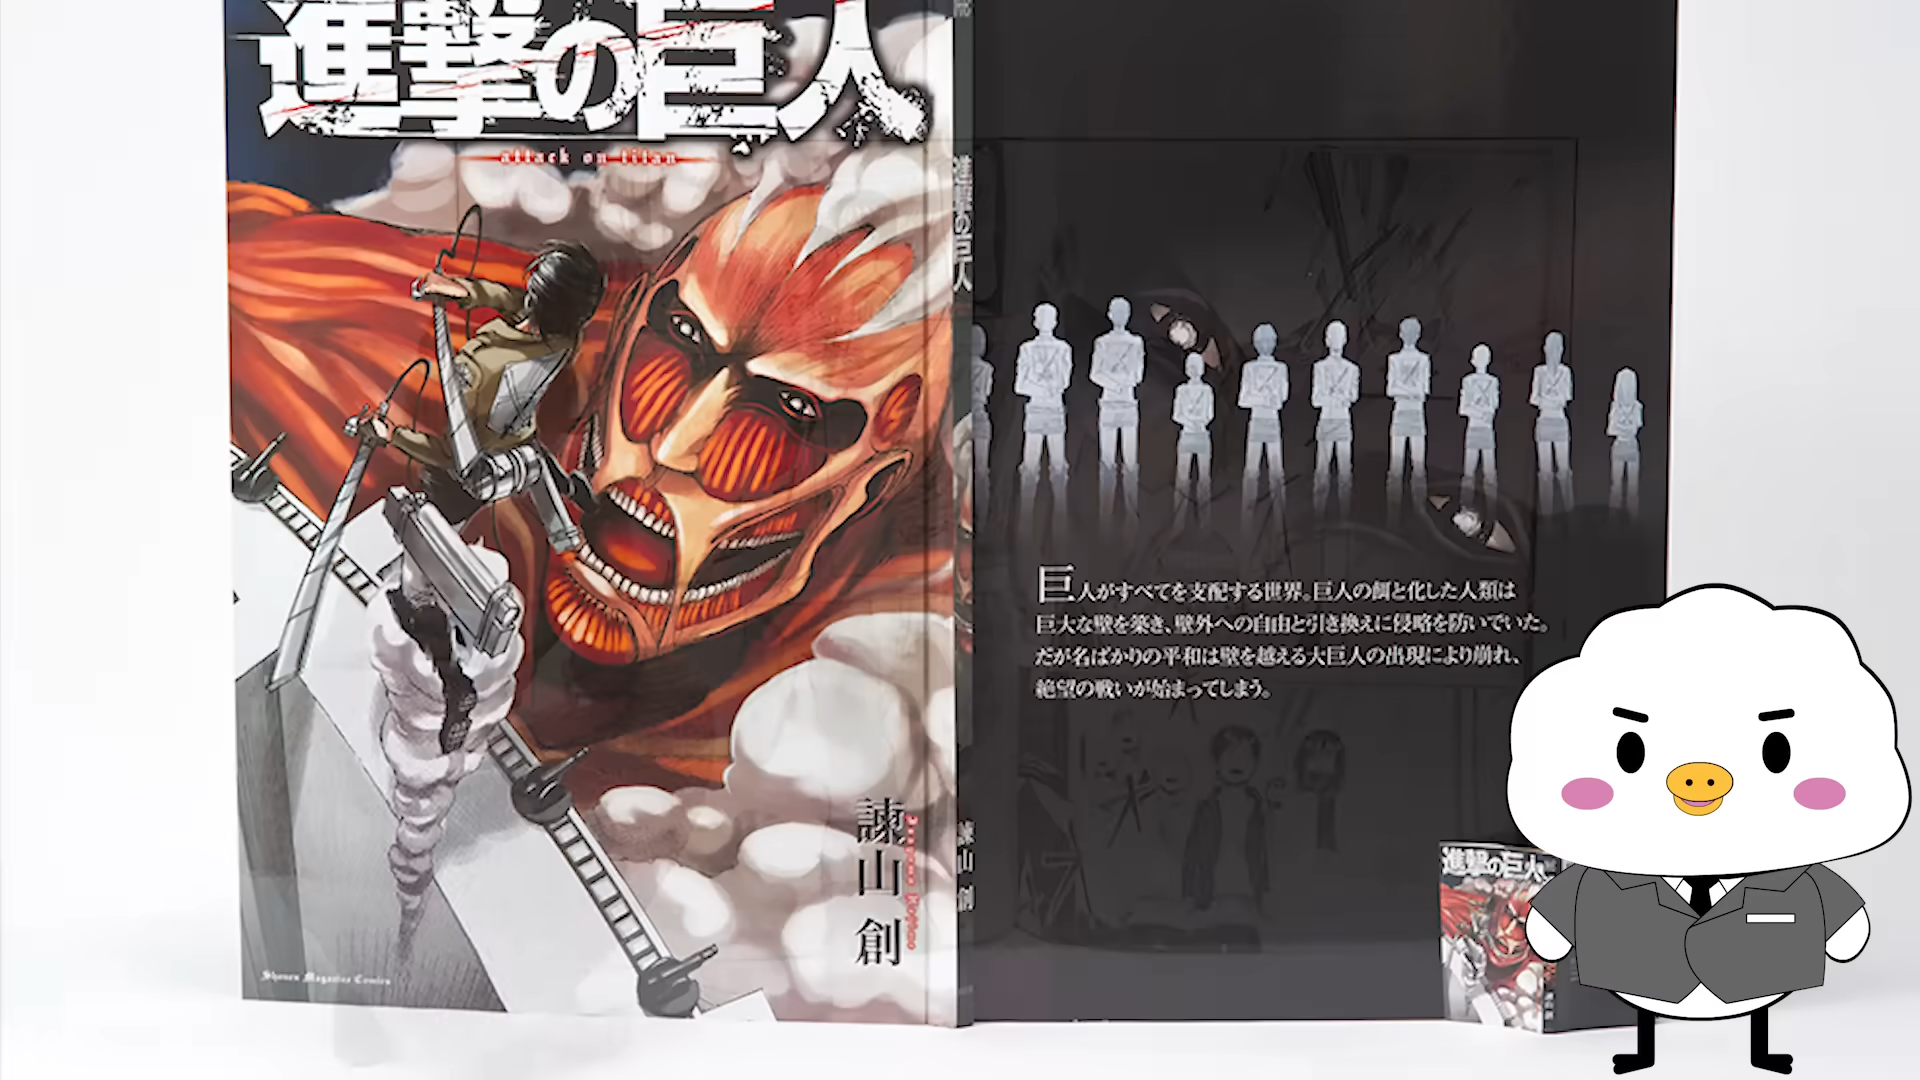 進撃の巨人
attack on titan
諫山創
Hajime Isayama
Shonen Magazine Comics
進撃の巨人
諫山創
巨人がすべてを支配する世界。巨人の餌と化した人類は
巨大な壁を築き、壁外への自由と引き換えに侵略を防いでいた。
だが名ばかりの平和は壁を越える大巨人の出現により崩れ、
絶望の戦いが始まってしまう。
進撃の巨人